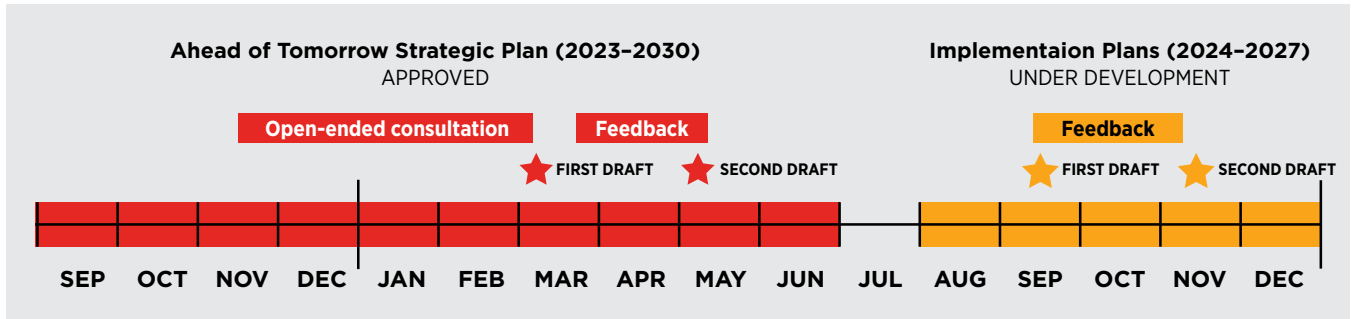 Ahead of Tomorrow Strategic Plan (2023–2030)
APPROVED
Implementaion Plans (2024–2027)
UNDER DEVELOPMENT
Open-ended consultation
Feedback
Feedback
FIRST DRAFT
SECOND DRAFT
FIRST DRAFT
SECOND DRAFT
SEP OCT NOV DEC JAN FEB MAR APR MAY JUN JUL AUG SEP OCT NOV DEC